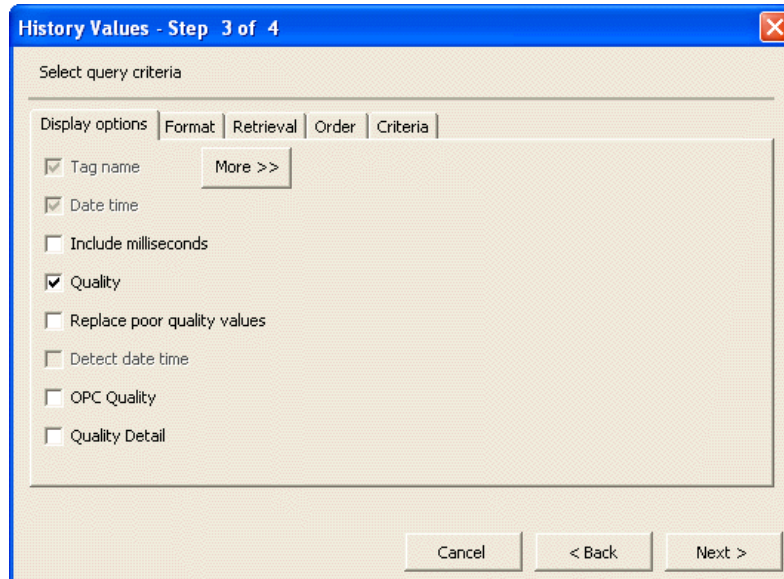 History Values - Step 3 of 4
Select query criteria
Display options Format Retrieval Order Criteria
Tag name More >>
Date time
Include milliseconds
Quality
Replace poor quality values
Detect date time
OPC Quality
Quality Detail
Cancel < Back Next >